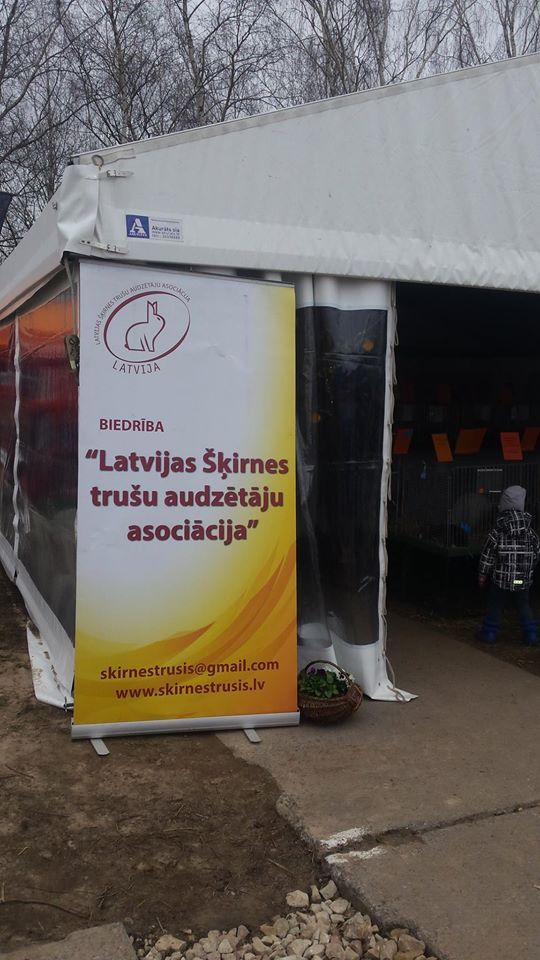 Akurāts sia
LATVIJAS ŠĶIRNES TRUŠU AUDZĒTĀJU ASOCIĀCIJA
LATVIJA
BIEDRĪBA
“Latvijas Šķirnes
trušu audzētāju
asociācija”
skirnestrusis@gmail.com
www.skirnestrusis.lv